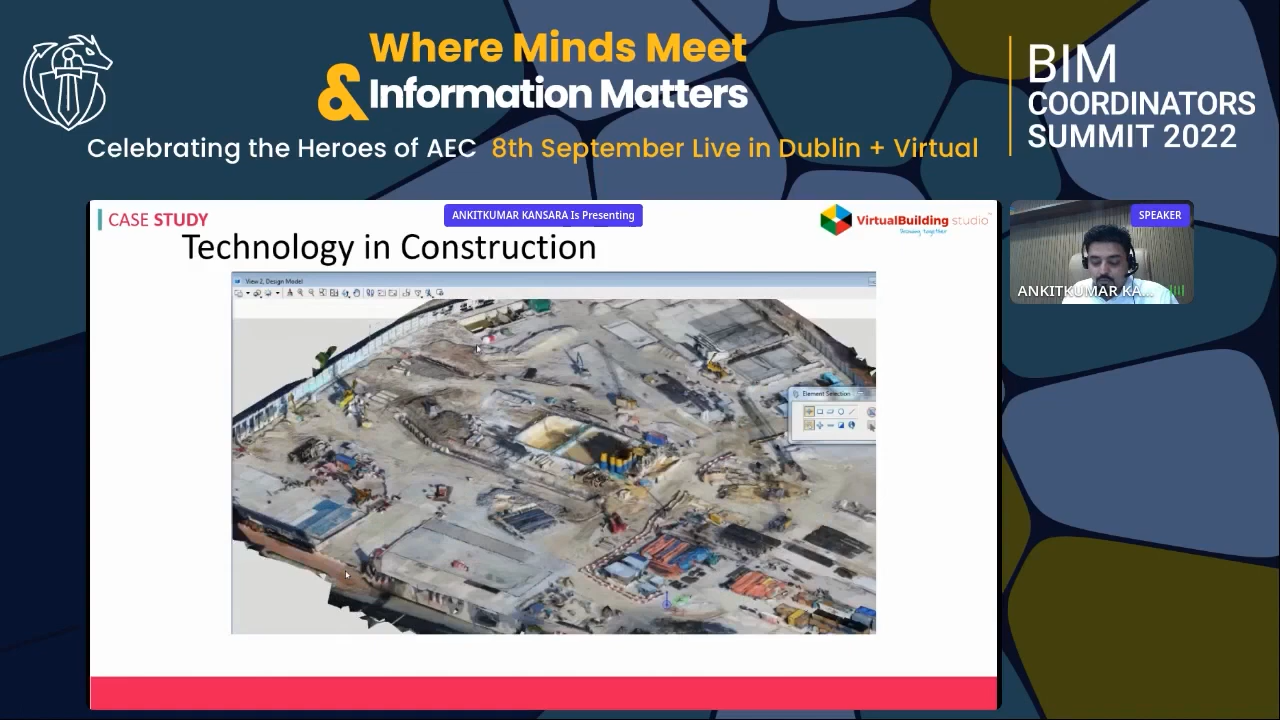 Where Minds Meet
& Information Matters
Celebrating the Heroes of AEC 8th September Live in Dublin + Virtual
BIM
COORDINATORS
SUMMIT 2022
CASE STUDY
ANKITKUMAR KANSARA Is Presenting
VirtualBuilding studio
Becoming together
Technology in Construction
SPEAKER
ANKITKUMAR KA...
View 2, Design Model
Element Selection